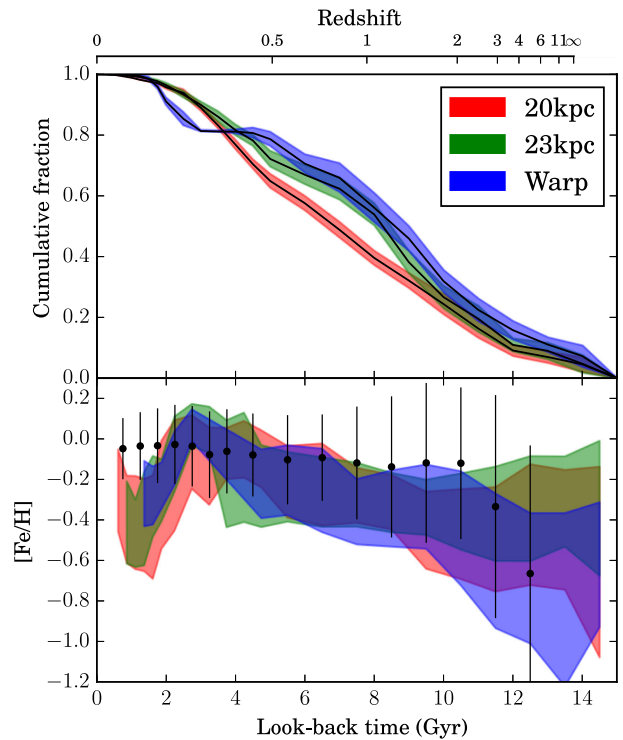 Redshift
0 0.5 1 2 3 4 6 11 ∞
1.0
0.8
0.6
0.4
0.2
0.0
Cumulative fraction
20kpc
23kpc
Warp
0.2
0.0
−0.2
−0.4
−0.6
−0.8
−1.0
−1.2
[Fe/H]
0 2 4 6 8 10 12 14
Look-back time (Gyr)